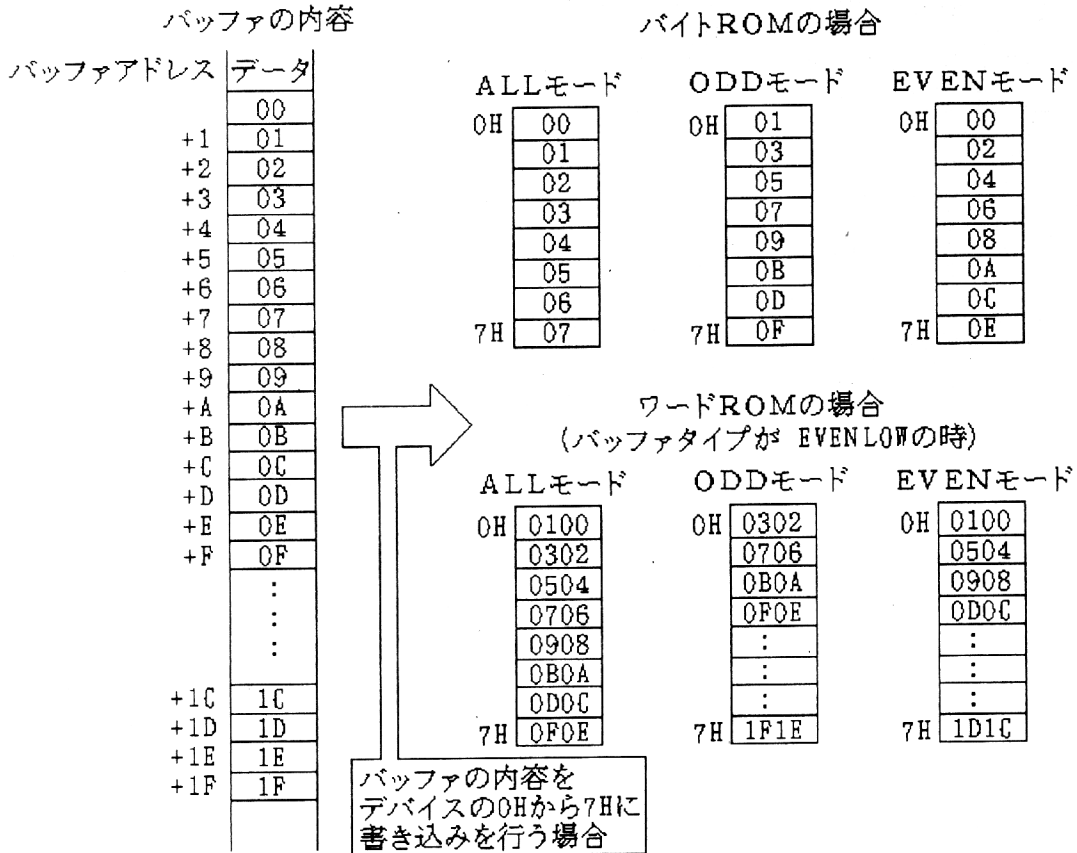 バッファの内容
バッファアドレス データ
00
+1 01
+2 02
+3 03
+4 04
+5 05
+6 06
+7 07
+8 08
+9 09
+A 0A
+B 0B
+C 0C
+D 0D
+E 0E
+F 0F
:
:
:
+1C 1C
+1D 1D
+1E 1E
+1F 1F
バッファの内容を
デバイスの0Hから7Hに
書き込みを行う場合
バイトROMの場合
ALLモード ODDモード EVENモード
0H 00 0H 01 0H 00
01 03 02
02 05 04
03 07 06
04 09 08
05 0B 0A
06 0D 0C
7H 07 7H 0F 7H 0E
ワードROMの場合
(バッファタイプが EVENLOWの時)
ALLモード ODDモード EVENモード
0H 0100 0H 0302 0H 0100
0302 0706 0504
0504 0B0A 0908
0706 0F0E 0D0C
0908 : :
0B0A : :
0D0C : :
7H 0F0E 7H 1F1E 7H 1D1C